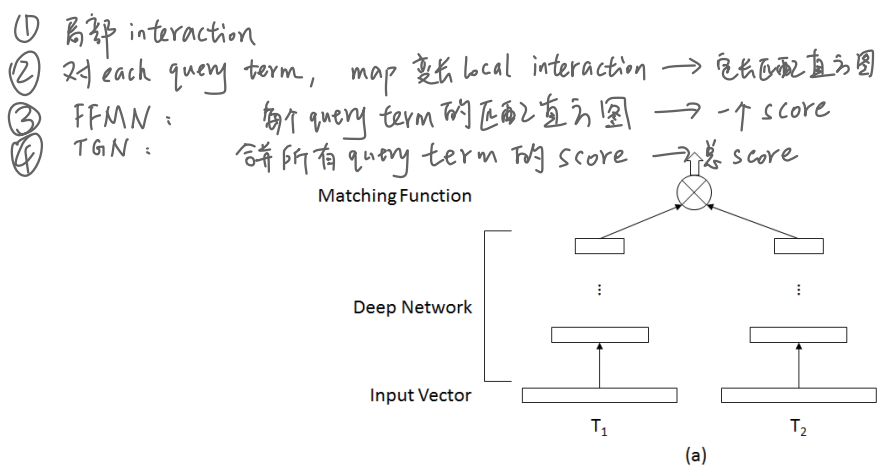 ① 局部 interaction
② 对 each query term, map 变长 local interaction → 定长匹配直方图
③ FFMN: 每个 query term 的匹配直方图 → 一个 score
④ TGN: 合并所有 query term 的 score → 总 score
Matching Function
⋮ ⋮
Deep Network
Input Vector
T₁ T₂
(a)